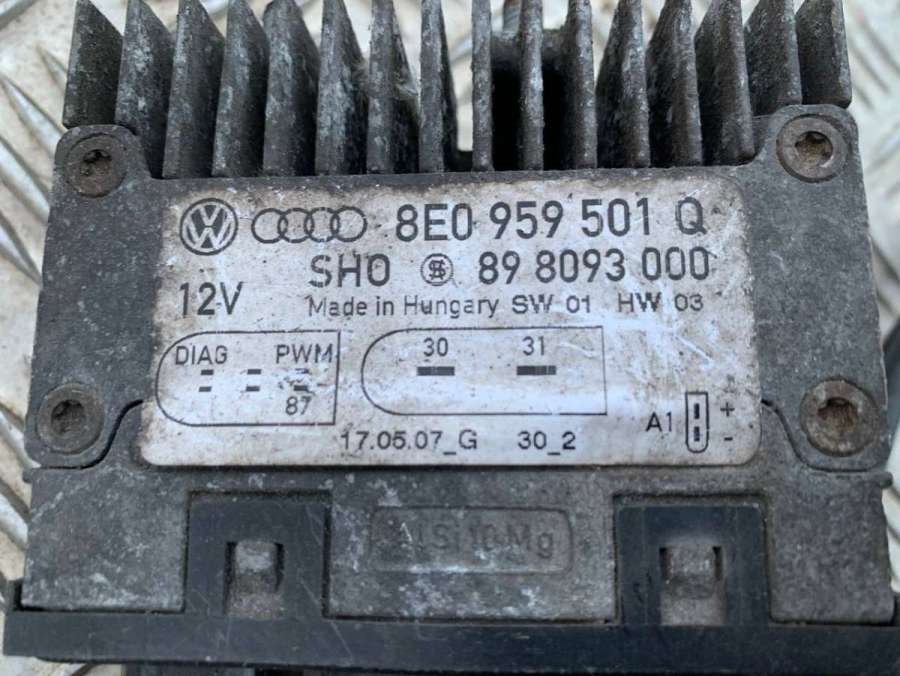 8E0 959 501 Q
SHO 89 8093 000
12V
Made in Hungary SW 01 HW 03
DIAG PWM
87
30 31
A1 + -
17.05.07_G 30_2